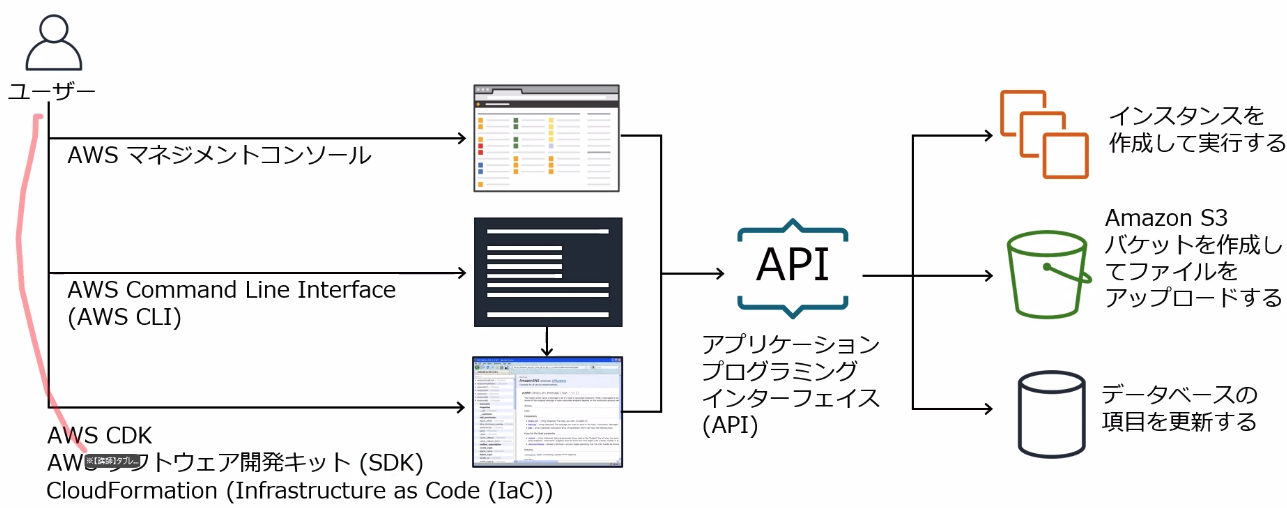 ユーザー
AWS マネジメントコンソール
AWS Command Line Interface
(AWS CLI)
AWS CDK
AWS ソフトウェア開発キット (SDK)
CloudFormation (Infrastructure as Code (IaC))
API
アプリケーション
プログラミング
インターフェイス
(API)
インスタンスを
作成して実行する
Amazon S3
バケットを作成し
てファイルを
アップロードする
データベースの
項目を更新する